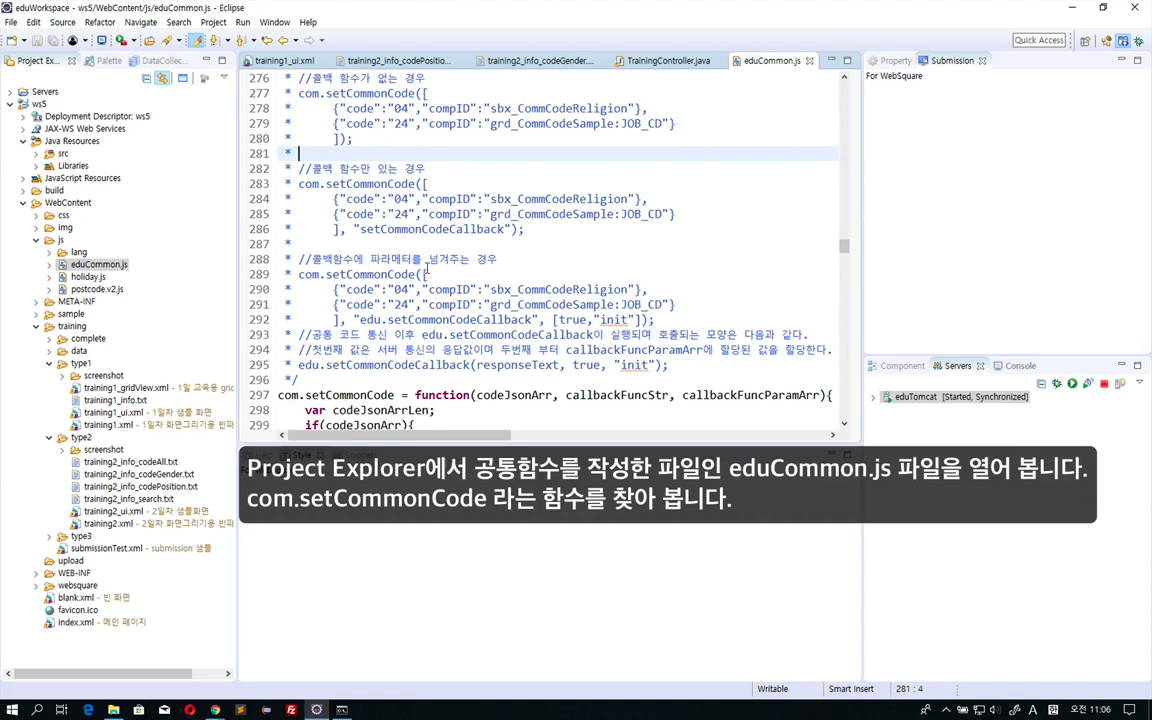 eduWorkspace - ws5/WebContent/js/eduCommon.js - Eclipse
File Edit Source Refactor Navigate Search Project Run Window Help
Quick Access
Project Ex... Palette DataCollec...
training1_ui.xml training2_info_codePositio... training2_info_codeGender.... TrainingController.java eduCommon.js
Property Submission
For WebSquare
Servers
ws5
Deployment Descriptor: ws5
JAX-WS Web Services
Java Resources
src
Libraries
JavaScript Resources
build
WebContent
css
img
js
lang
eduCommon.js
holiday.js
postcode.v2.js
META-INF
sample
training
complete
data
type1
screenshot
training1_gridView.xml - 1일 교육용 gric
training1_info.txt
training1_ui.xml - 1일차 샘플 화면
training1.xml - 1일차 화면그리기용 빈파
type2
screenshot
training2_info_codeAll.txt
training2_info_codeGender.txt
training2_info_codePosition.txt
training2_info_search.txt
training2_ui.xml - 2일차 샘플화면
training2.xml - 2일차 화면그리기용 빈파
type3
submissionTest.xml - submission 샘플
upload
WEB-INF
websquare
blank.xml - 빈 화면
favicon.ico
index.xml - 메인 페이지
276 * //콜백 함수가 없는 경우
277 * com.setCommonCode([
278 * {"code":"04","compID":"sbx_CommCodeReligion"},
279 * {"code":"24","compID":"grd_CommCodeSample:JOB_CD"}
280 * ]);
281 *
282 * //콜백 함수만 있는 경우
283 * com.setCommonCode([
284 * {"code":"04","compID":"sbx_CommCodeReligion"},
285 * {"code":"24","compID":"grd_CommCodeSample:JOB_CD"}
286 * ], "setCommonCodeCallback");
287 *
288 * //콜백함수에 파라메터를 넘겨주는 경우
289 * com.setCommonCode([
290 * {"code":"04","compID":"sbx_CommCodeReligion"},
291 * {"code":"24","compID":"grd_CommCodeSample:JOB_CD"}
292 * ], "edu.setCommonCodeCallback", [true,"init"]);
293 * //공통 코드 통신 이후 edu.setCommonCodeCallback이 실행되며 호출되는 모양은 다음과 같다.
294 * //첫번째 값은 서버 통신의 응답값이며 두번째 부터 callbackFuncParamArr에 할당된 값을 할당한다.
295 * edu.setCommonCodeCallback(responseText, true, "init");
296 */
297 com.setCommonCode = function(codeJsonArr, callbackFuncStr, callbackFuncParamArr){
298 var codeJsonArrLen;
299 if(codeJsonArr){
Component Servers Console
eduTomcat [Started, Synchronized]
Style
Project Explorer에서 공통함수를 작성한 파일인 eduCommon.js 파일을 열어 봅니다.
com.setCommonCode 라는 함수를 찾아 봅니다.
Writable Smart Insert 281 : 4
A 한 오전 11:06